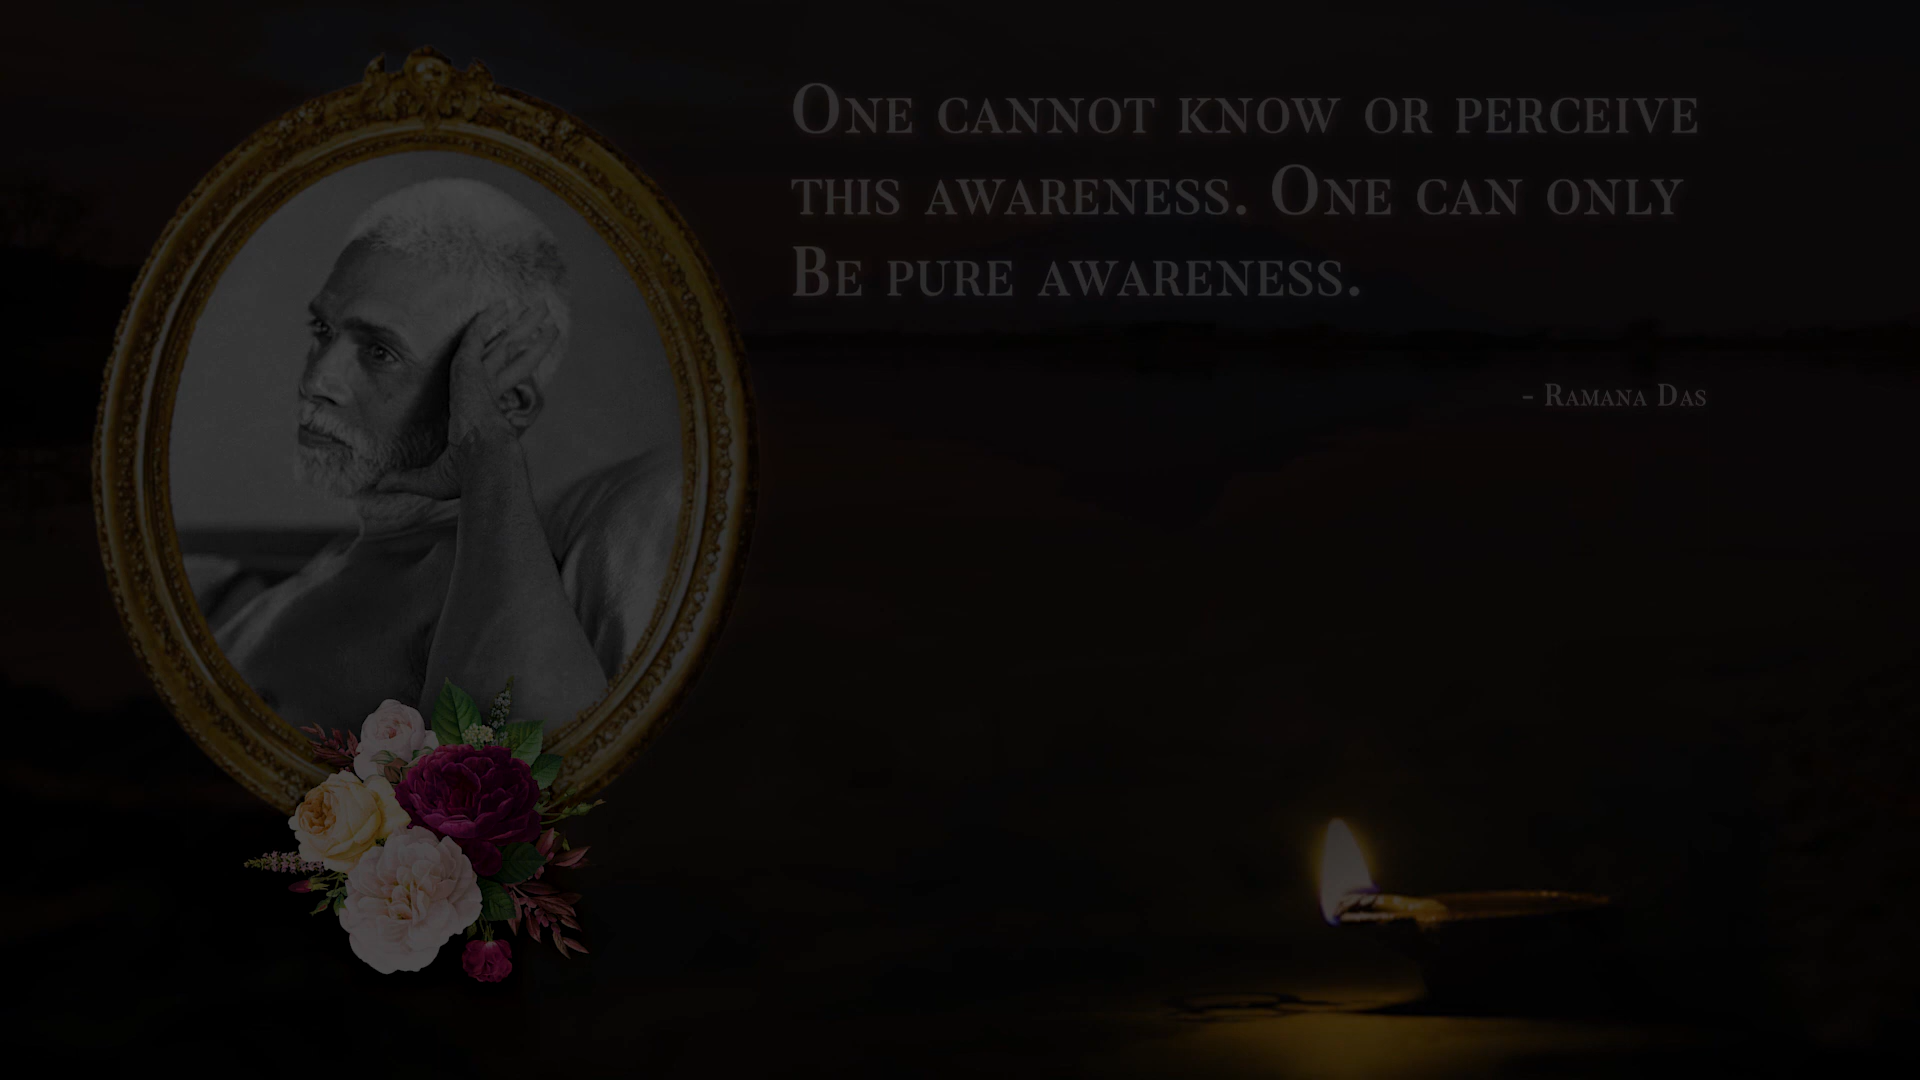 One cannot know or perceive
this awareness. One can only
Be pure awareness.
- Ramana Das